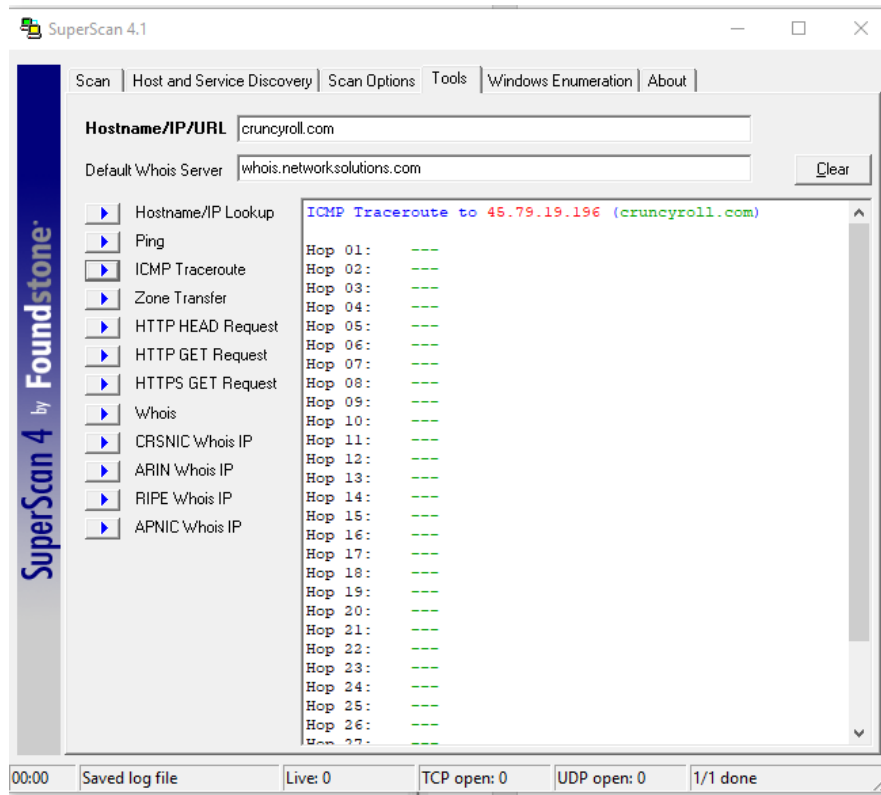 SuperScan 4.1
Scan Host and Service Discovery Scan Options Tools Windows Enumeration About
Hostname/IP/URL cruncyroll.com
Default Whois Server whois.networksolutions.com Clear
SuperScan 4 by Foundstone
Hostname/IP Lookup
Ping
ICMP Traceroute
Zone Transfer
HTTP HEAD Request
HTTP GET Request
HTTPS GET Request
Whois
CRSNIC Whois IP
ARIN Whois IP
RIPE Whois IP
APNIC Whois IP
ICMP Traceroute to 45.79.19.196 (cruncyroll.com)
Hop 01: ---
Hop 02: ---
Hop 03: ---
Hop 04: ---
Hop 05: ---
Hop 06: ---
Hop 07: ---
Hop 08: ---
Hop 09: ---
Hop 10: ---
Hop 11: ---
Hop 12: ---
Hop 13: ---
Hop 14: ---
Hop 15: ---
Hop 16: ---
Hop 17: ---
Hop 18: ---
Hop 19: ---
Hop 20: ---
Hop 21: ---
Hop 22: ---
Hop 23: ---
Hop 24: ---
Hop 25: ---
Hop 26: ---
Hop 27: ---
00:00 Saved log file Live: 0 TCP open: 0 UDP open: 0 1/1 done